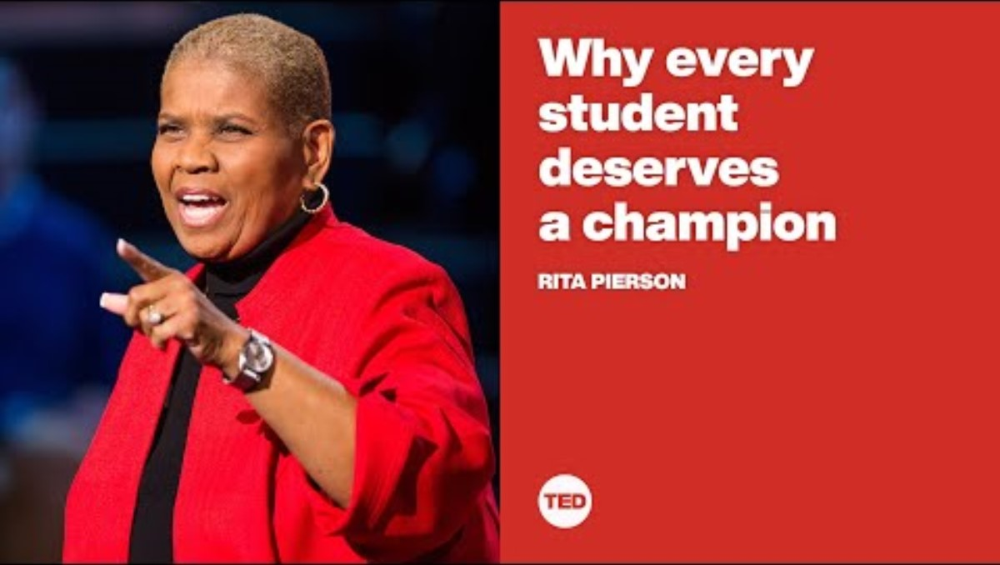 Why every
student
deserves
a champion
RITA PIERSON
TED